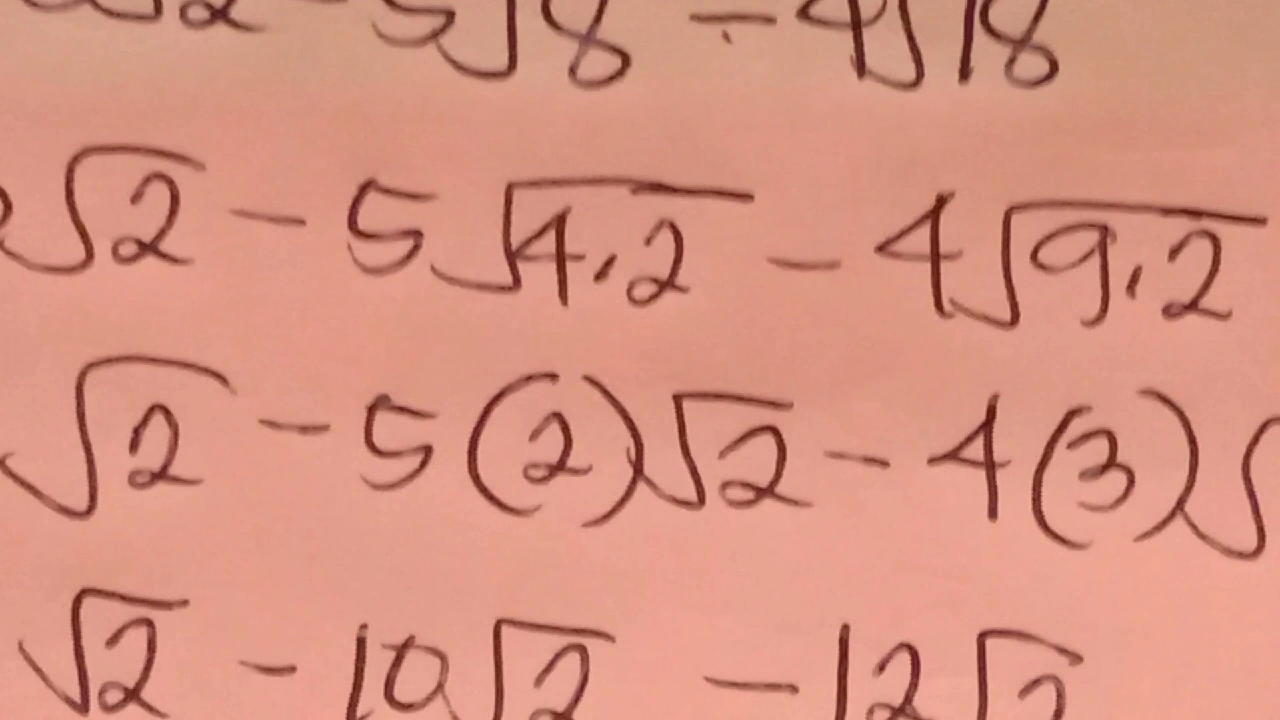 √2 - 5√8 - 4√18
√2 - 5√4·2 - 4√9·2
√2 - 5(2)√2 - 4(3)√
√2 - 10√2 - 12√2